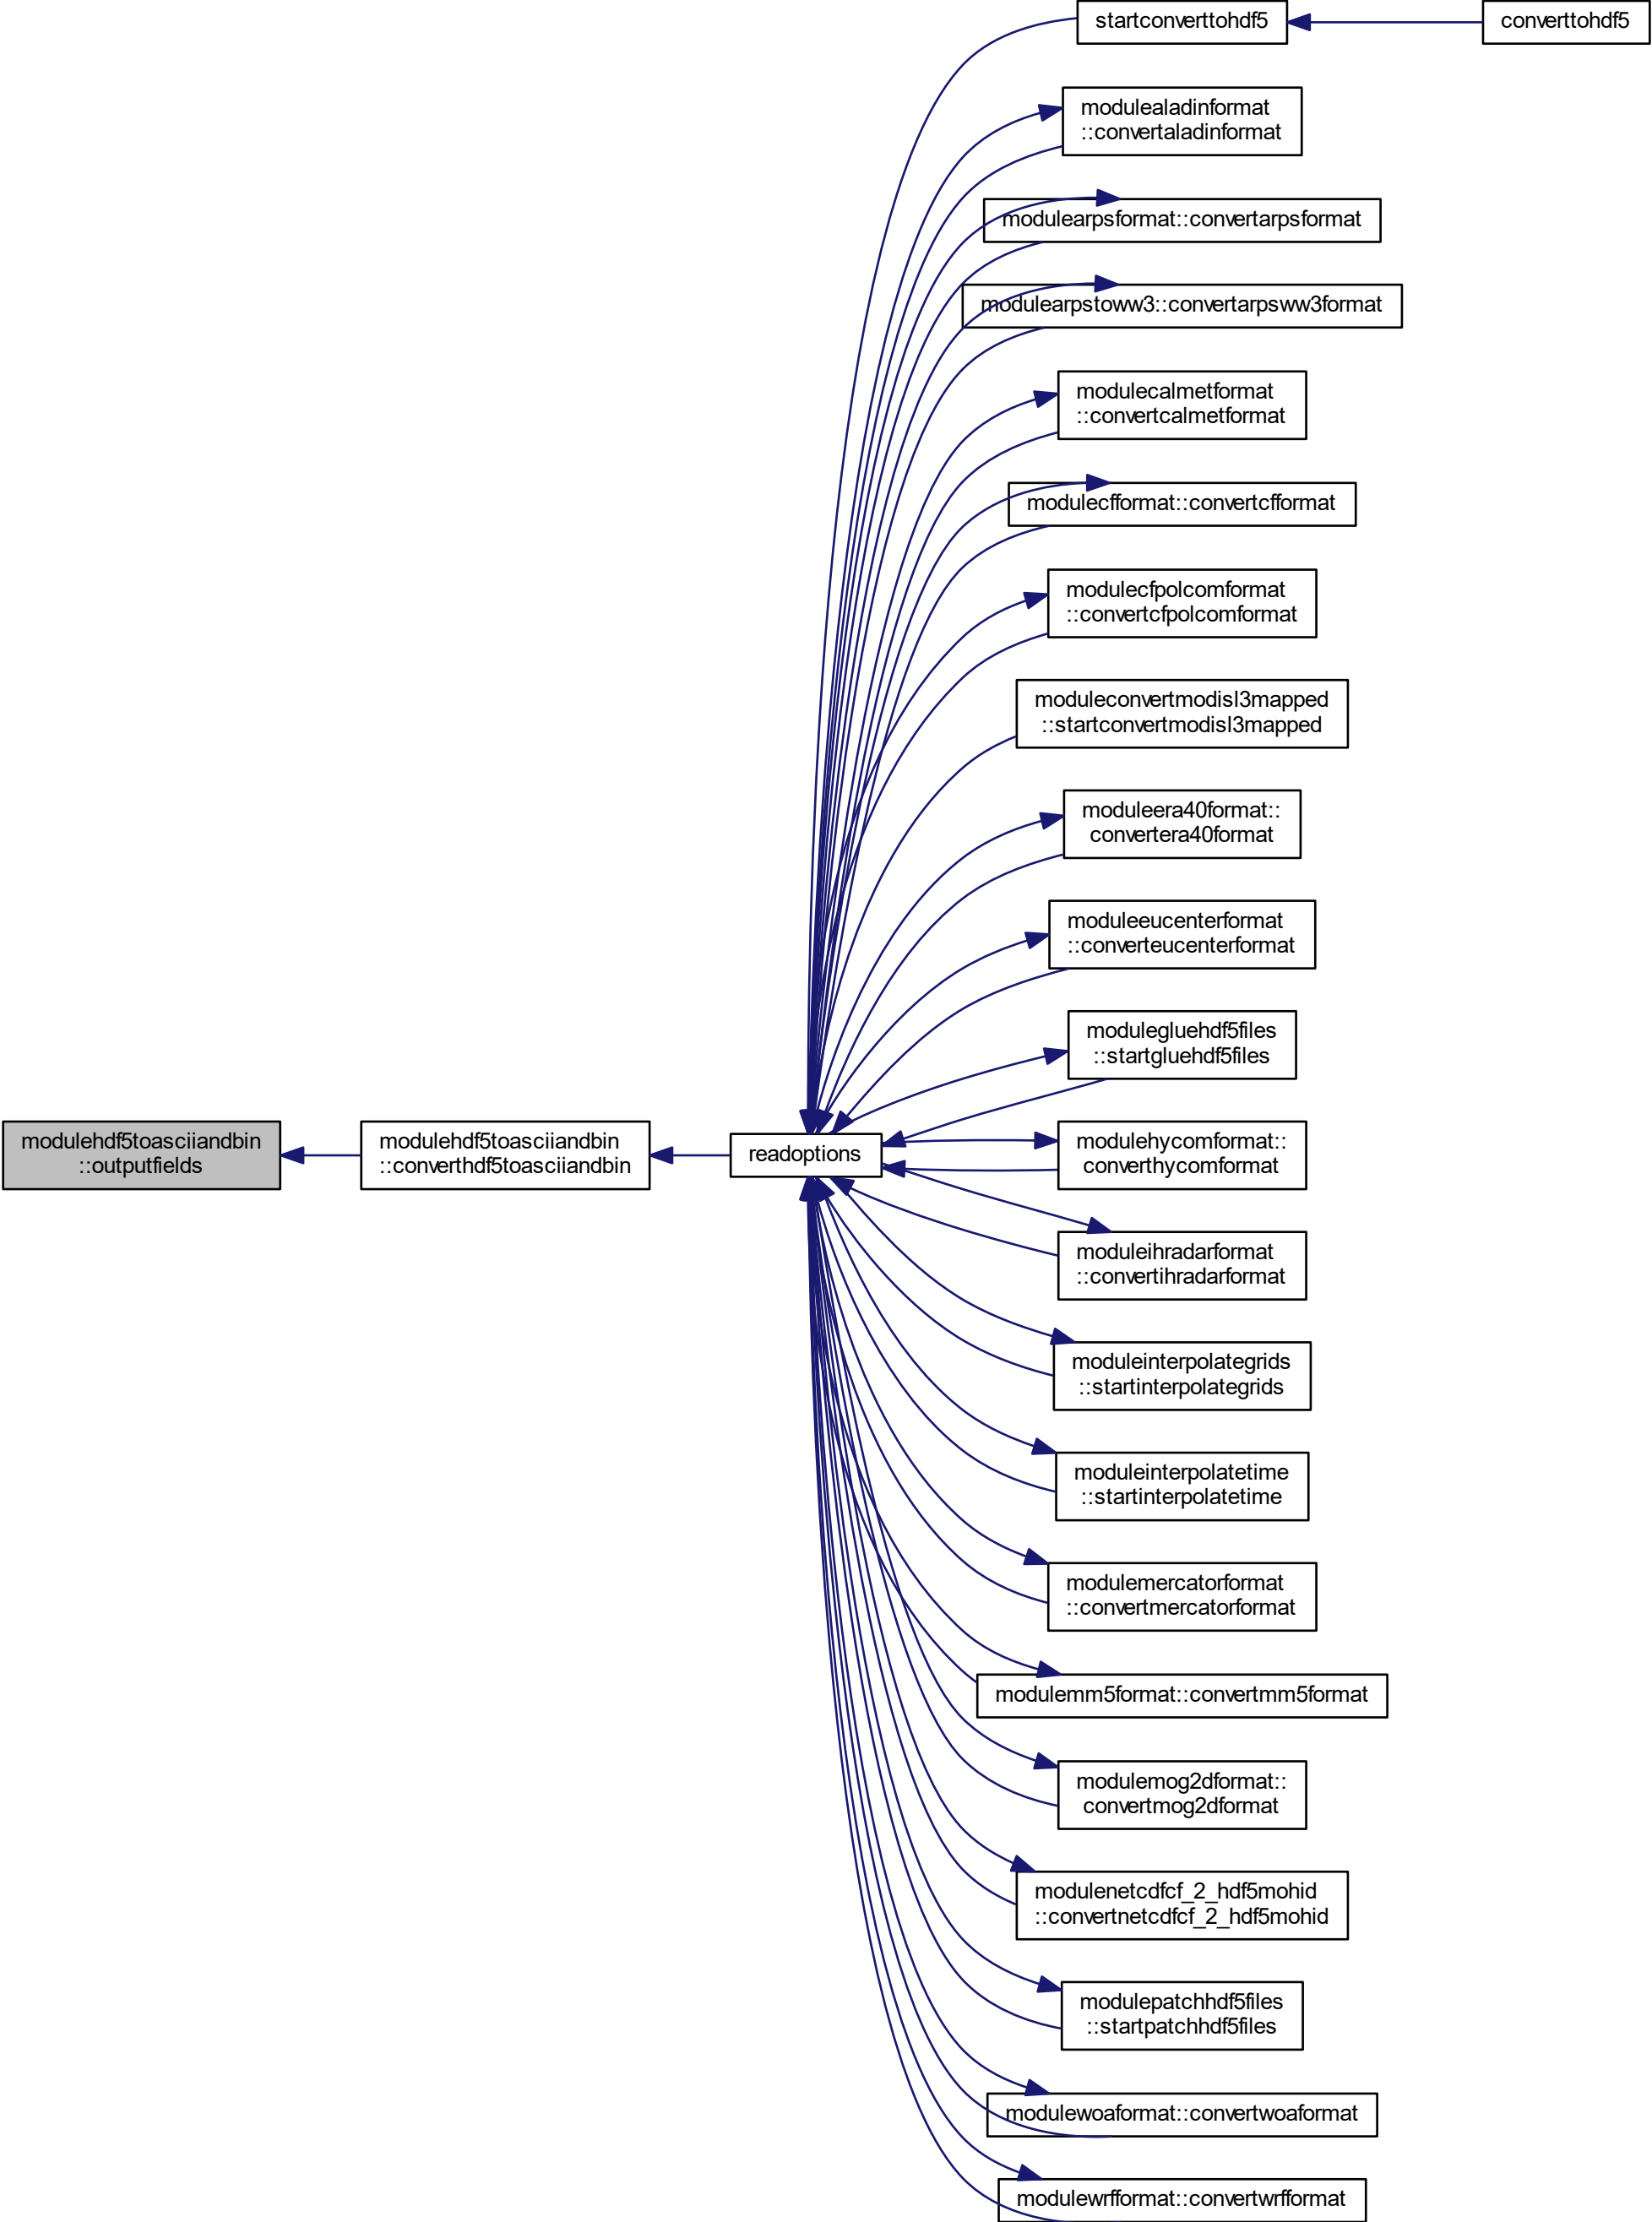 startconverttohdf5
converttohdf5
modulealadinformat
::convertaladinformat
modulearpsformat::convertarpsformat
modulearpstoww3::convertarpsww3format
modulecalmetformat
::convertcalmetformat
modulecfformat::convertcfformat
modulecfpolcomformat
::convertcfpolcomformat
moduleconvertmodisl3mapped
::startconvertmodisl3mapped
moduleera40format::
convertera40format
moduleeucenterformat
::converteucenterformat
modulegluehdf5files
::startgluehdf5files
modulehdf5toasciiandbin
::outputfields
modulehdf5toasciiandbin
::converthdf5toasciiandbin
readoptions
modulehycomformat::
converthycomformat
moduleihradarformat
::convertihradarformat
moduleinterpolategrids
::startinterpolategrids
moduleinterpolatetime
::startinterpolatetime
modulemercatorformat
::convertmercatorformat
modulemm5format::convertmm5format
modulemog2dformat::
convertmog2dformat
modulenetcdfcf_2_hdf5mohid
::convertnetcdfcf_2_hdf5mohid
modulepatchhdf5files
::startpatchhdf5files
modulewoaformat::convertwoaformat
modulewrfformat::convertwrfformat